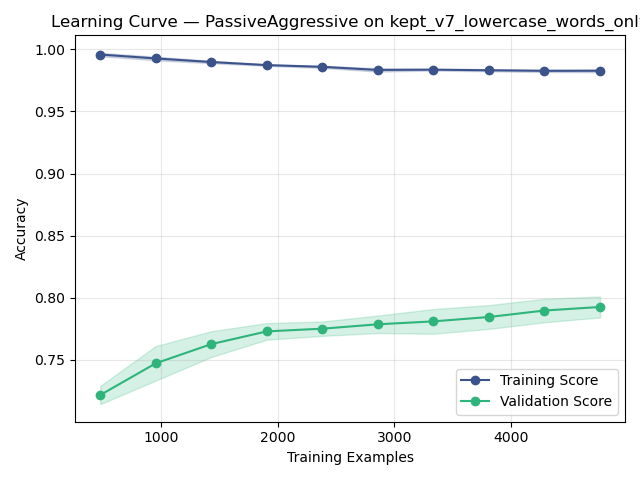 Learning Curve — PassiveAggressive on kept_v7_lowercase_words_onl
1.00
0.95
0.90
0.85
0.80
0.75
Accuracy
1000 2000 3000 4000
Training Examples
Training Score
Validation Score